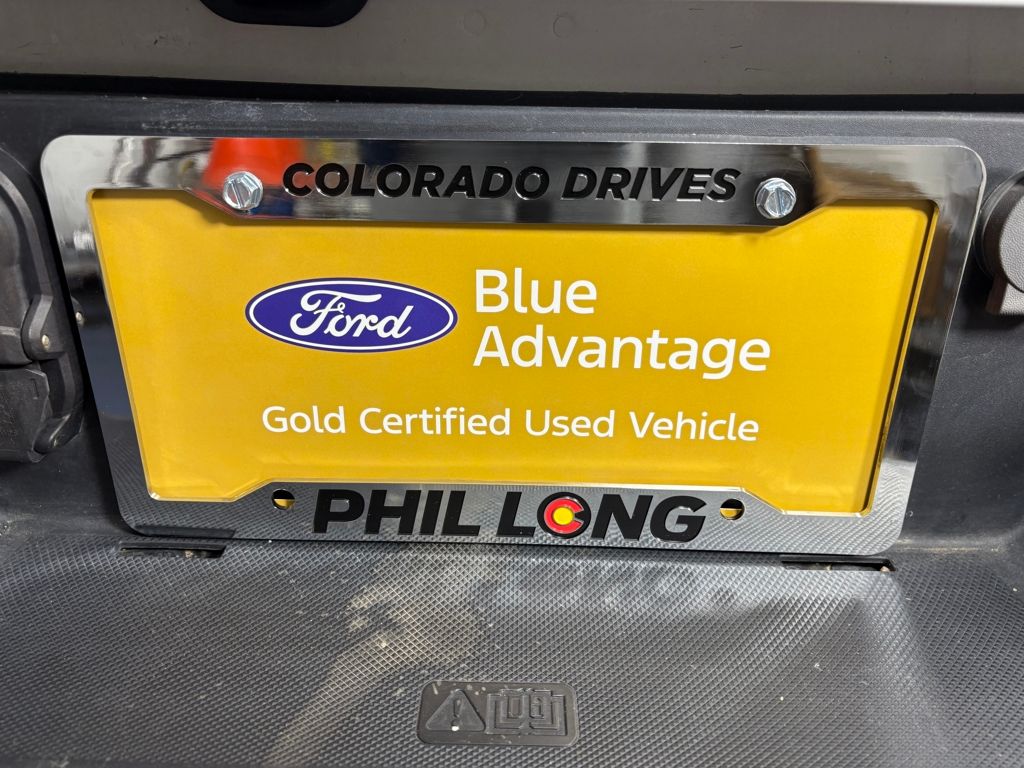 COLORADO DRIVES
Ford
Blue
Advantage
Gold Certified Used Vehicle
PHIL LONG